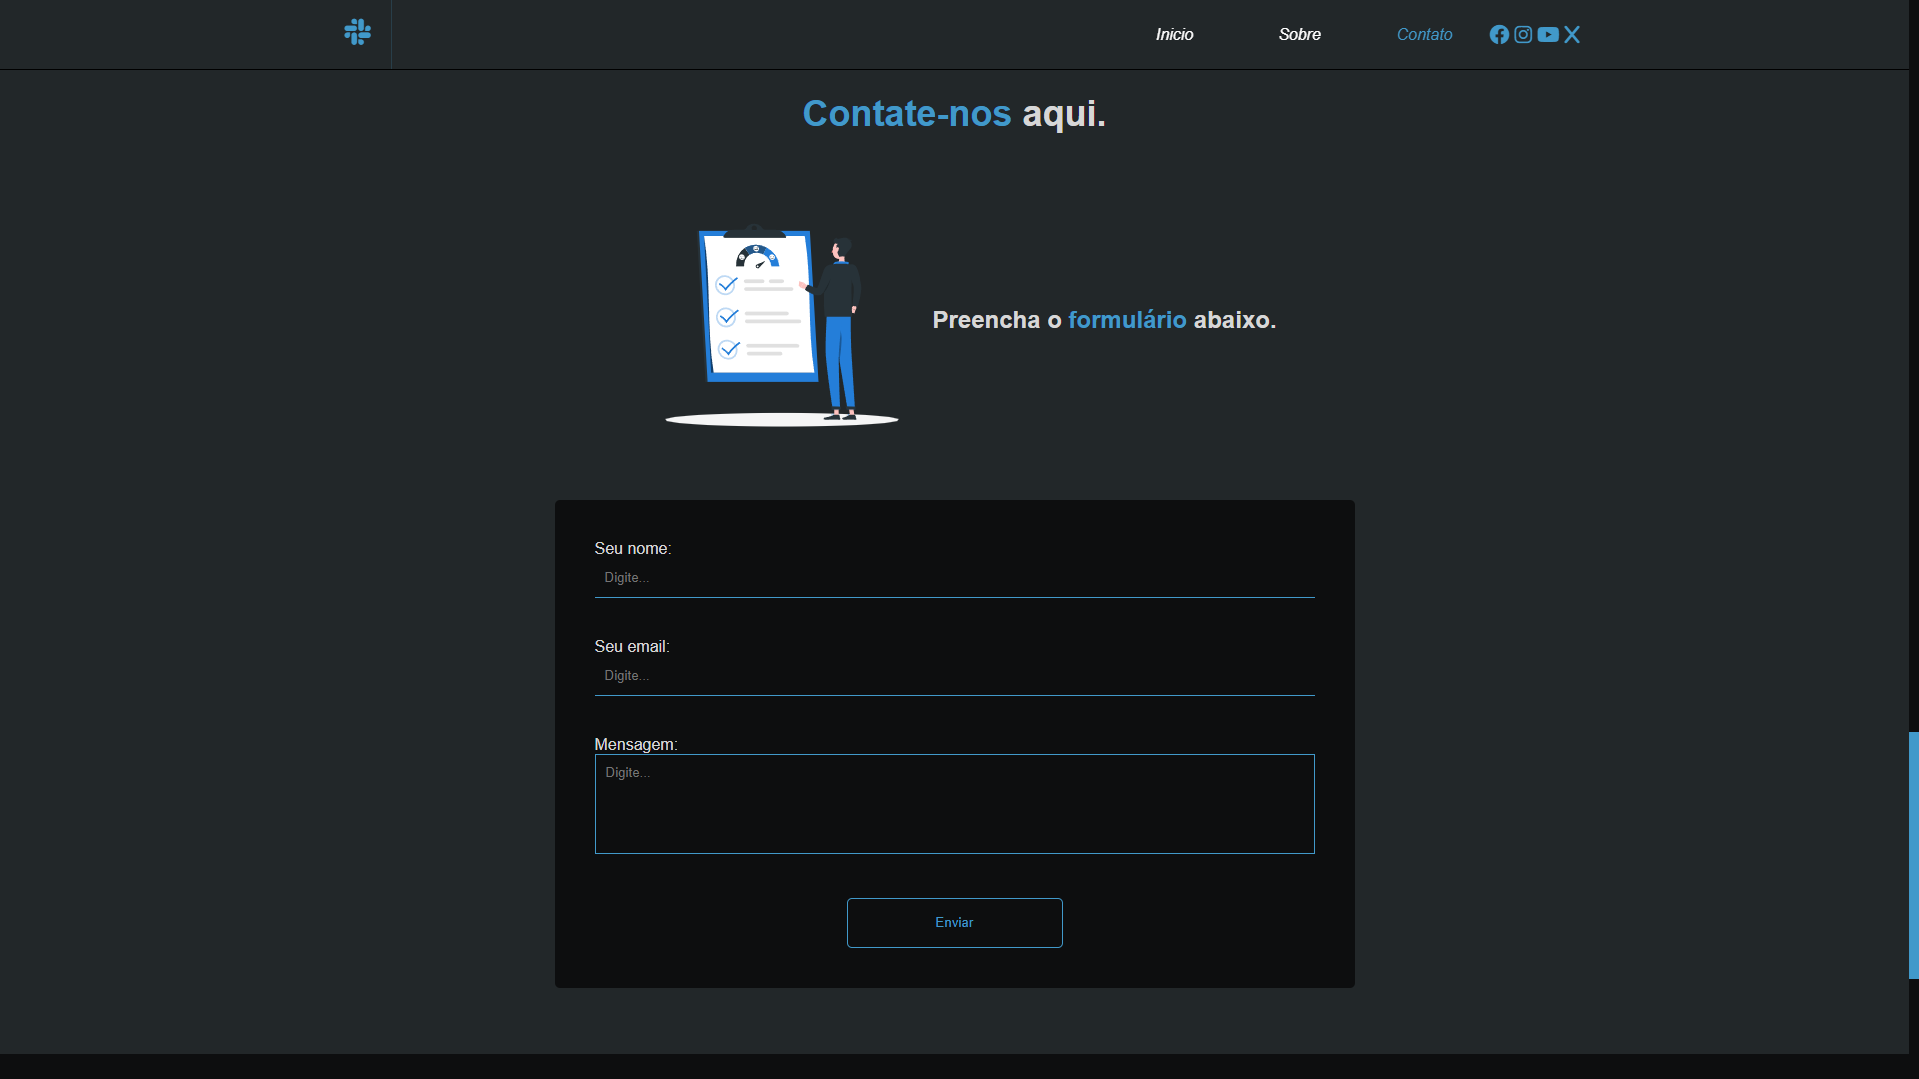 Inicio Sobre Contato
Contate-nos aqui.
Preencha o formulário abaixo.
Seu nome:
Digite...
Seu email:
Digite...
Mensagem:
Digite...
Enviar